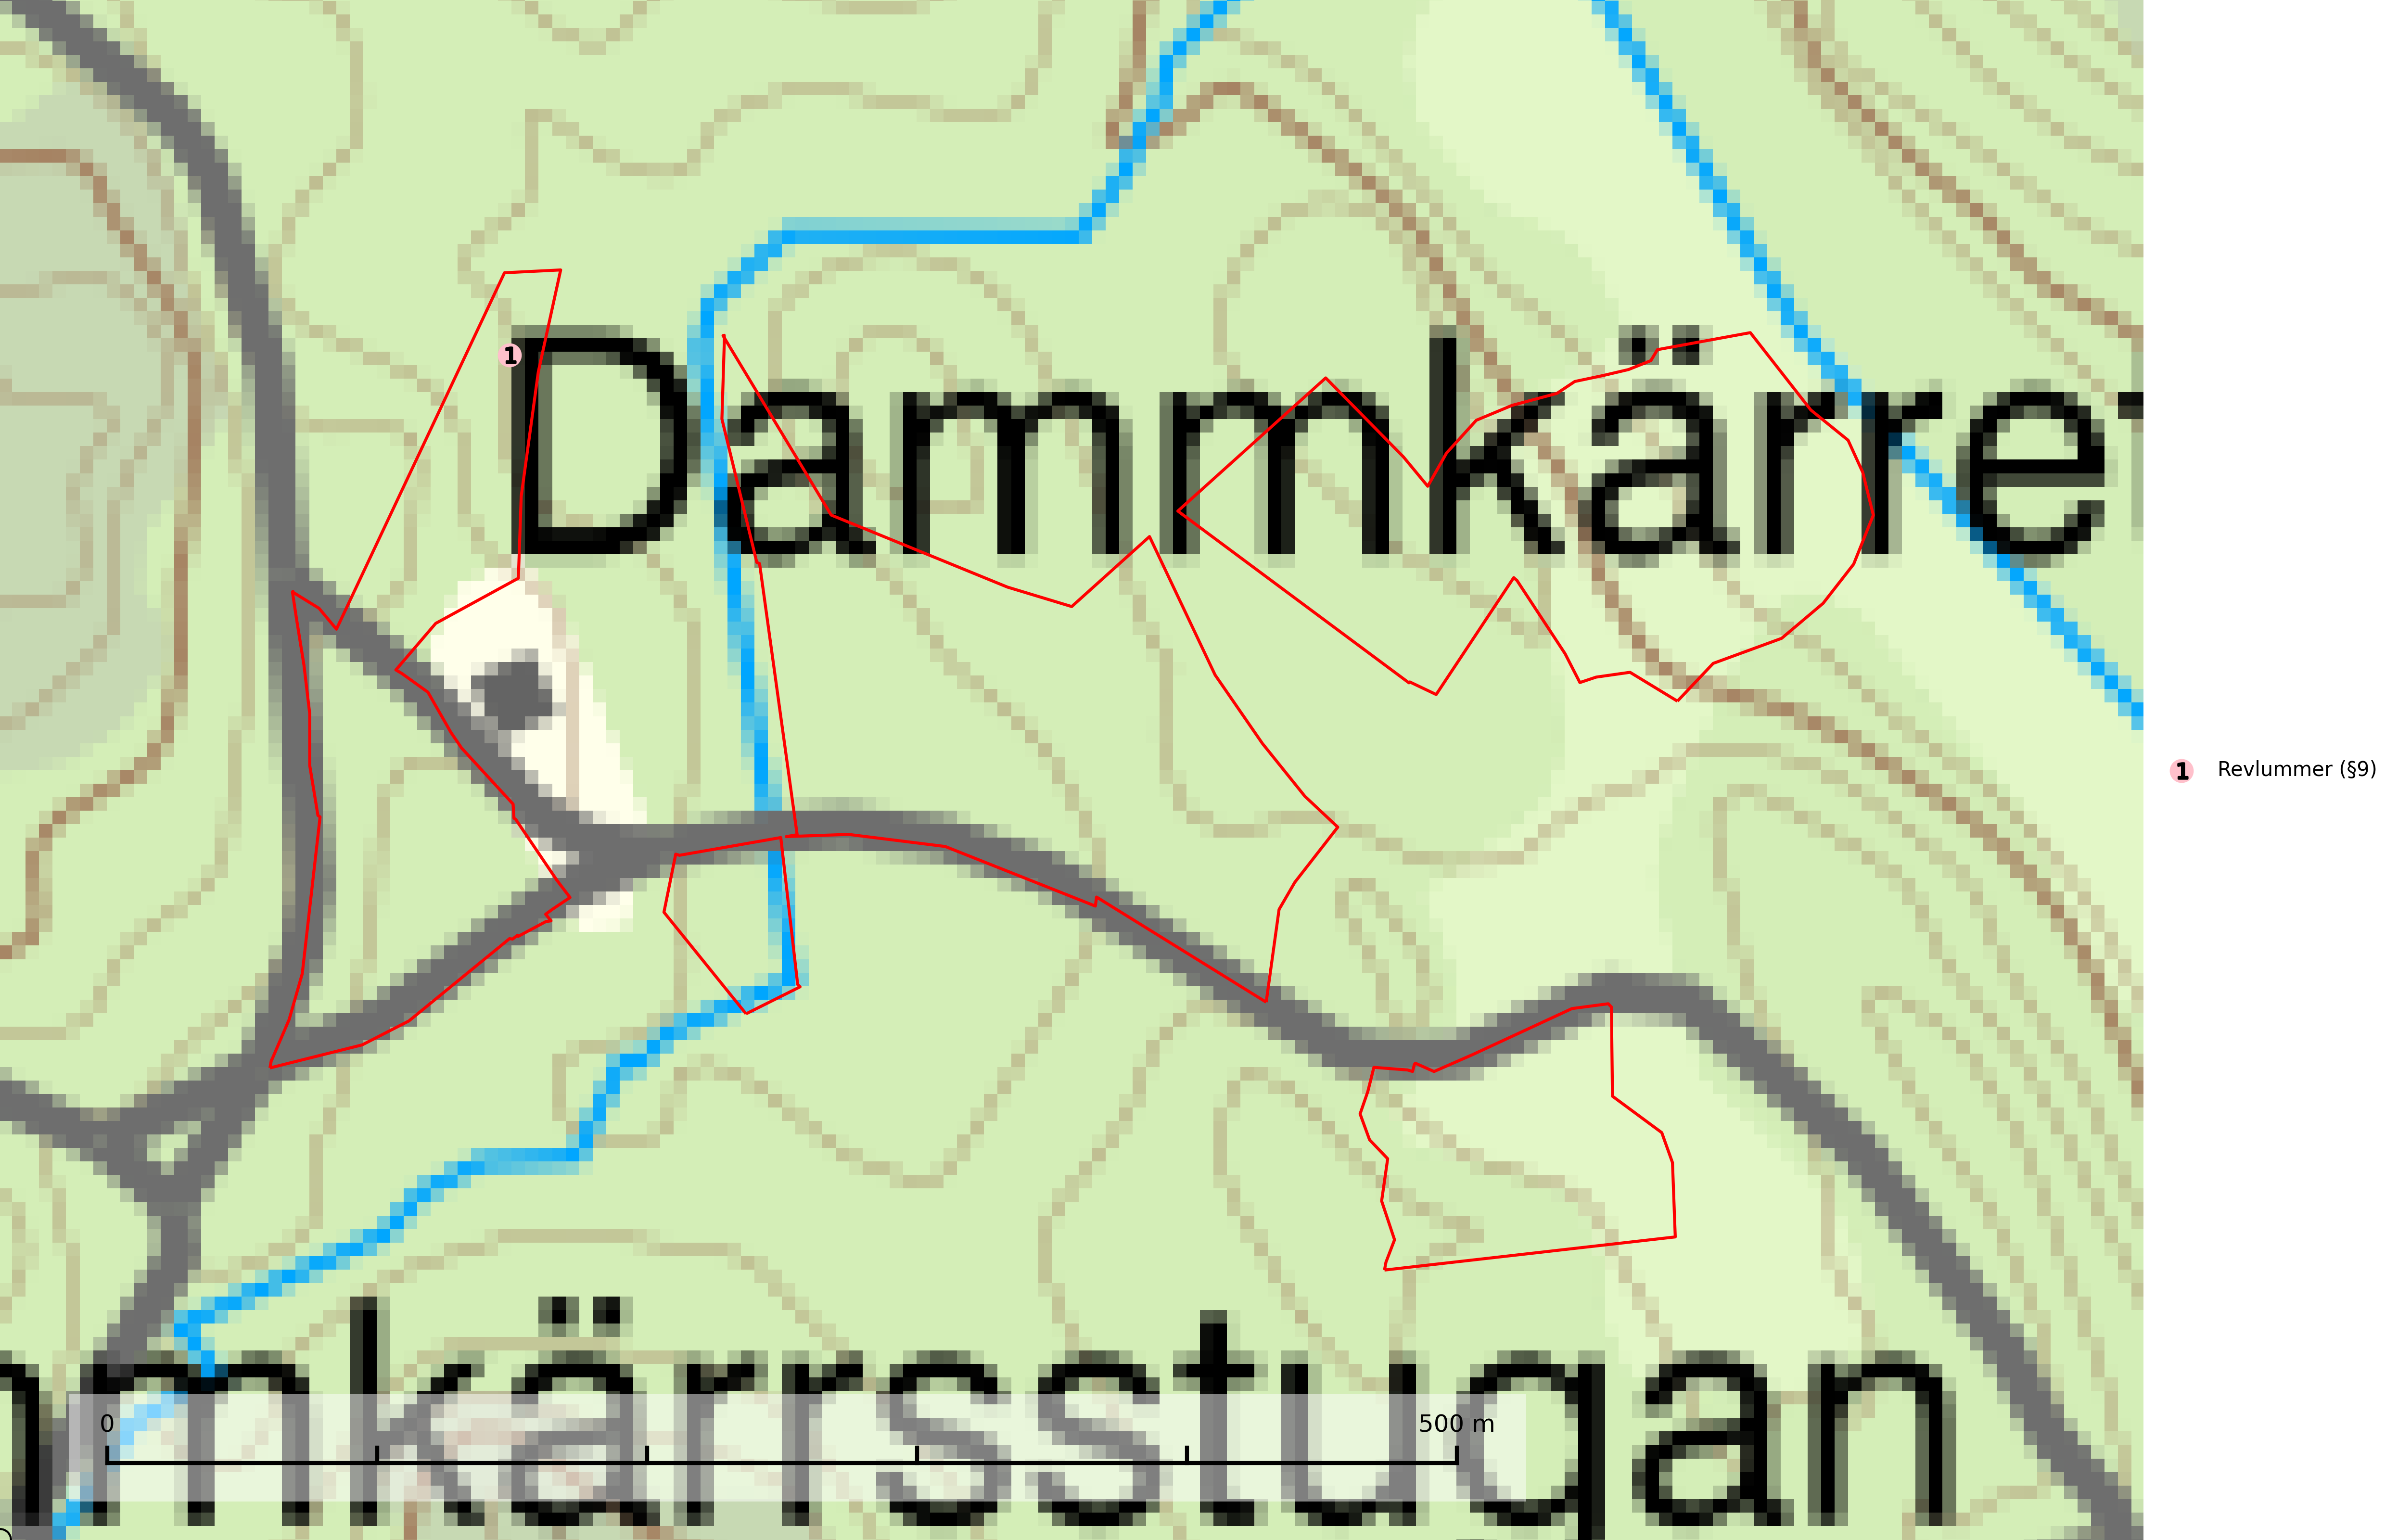 1
Dammkärret
1 Revlummer (§9)
mkärrsstugan
0 500 m